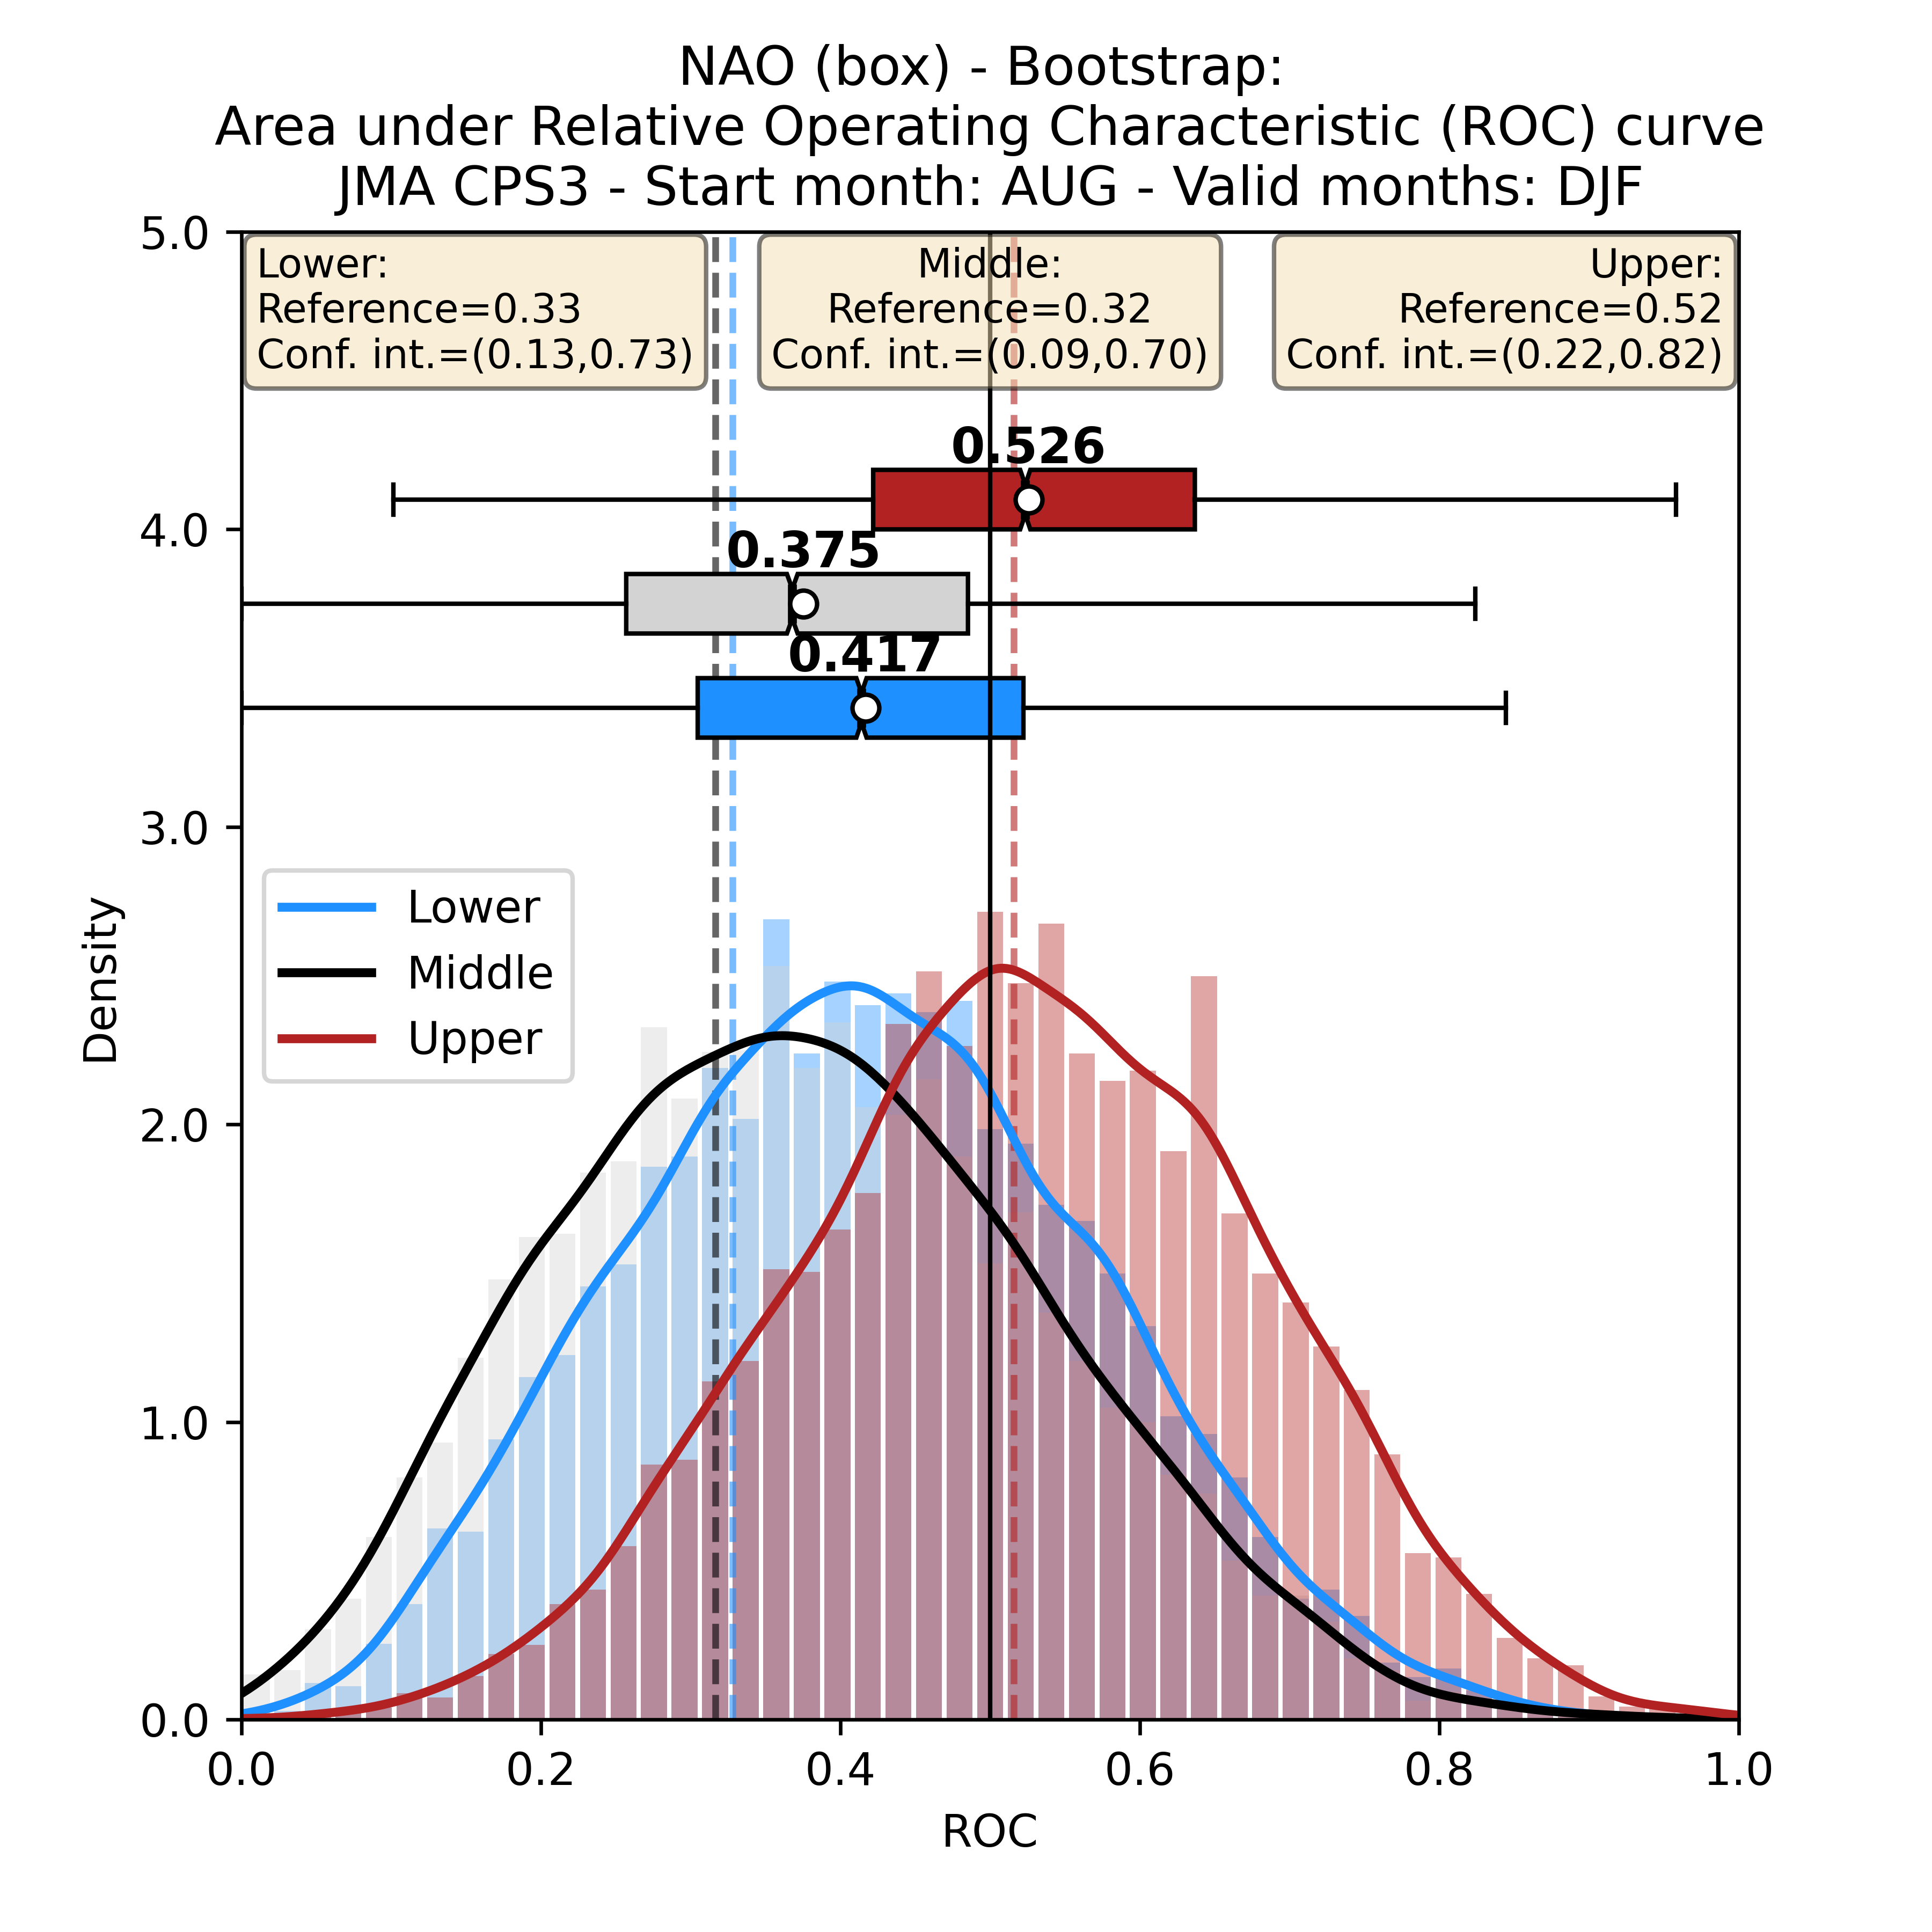 NAO (box) - Bootstrap:
Area under Relative Operating Characteristic (ROC) curve
JMA CPS3 - Start month: AUG - Valid months: DJF
Lower:
Reference=0.33
Conf. int.=(0.13,0.73)
Middle:
Reference=0.32
Conf. int.=(0.09,0.70)
Upper:
Reference=0.52
Conf. int.=(0.22,0.82)
0.526
0.375
0.417
Lower
Middle
Upper
Density
5.0
4.0
3.0
2.0
1.0
0.0
0.0 0.2 0.4 0.6 0.8 1.0
ROC